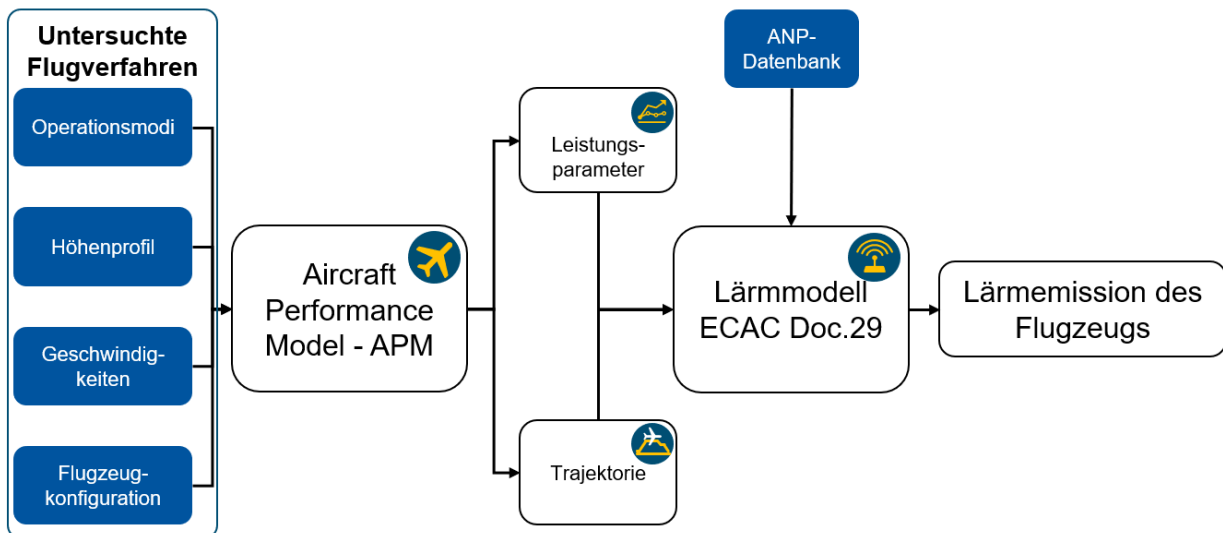 Untersuchte
Flugverfahren
Operationsmodi
Höhenprofil
Geschwindig-
keiten
Flugzeug-
konfiguration
Aircraft
Performance
Model - APM
Leistungs-
parameter
Trajektorie
ANP-
Datenbank
Lärmmodell
ECAC Doc.29
Lärmemission des
Flugzeugs